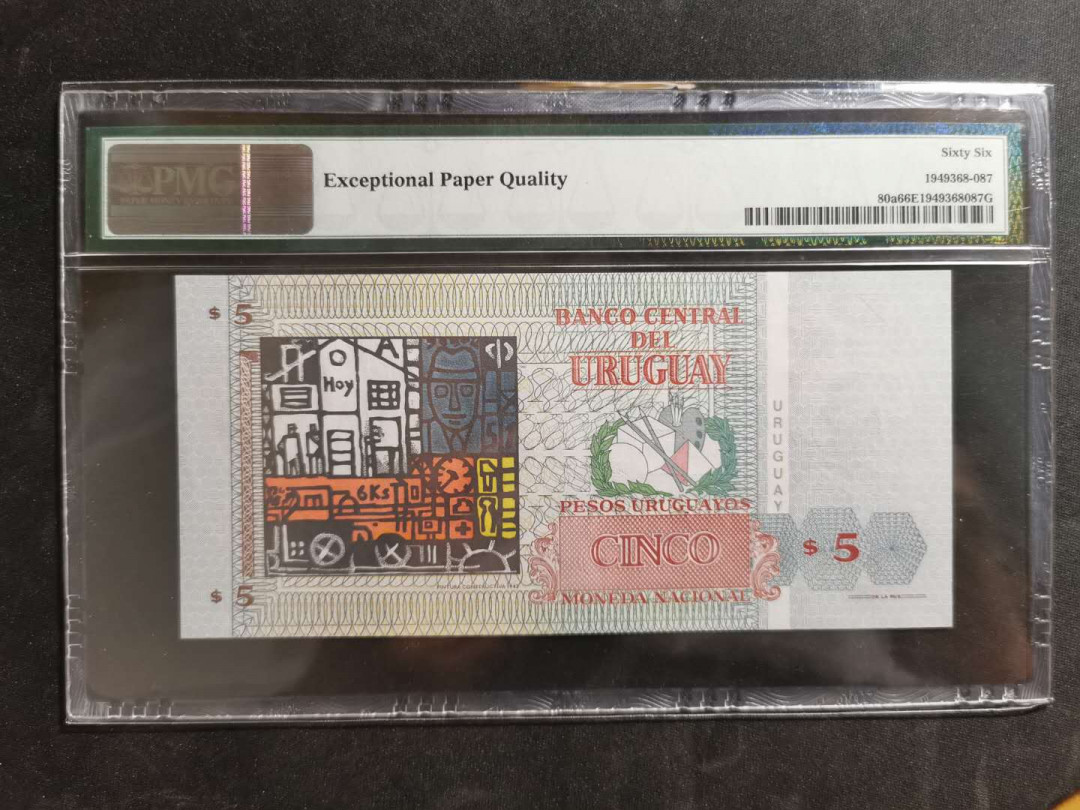 PMG
Exceptional Paper Quality
Sixty Six
1949368-087
80a66E1949368087G
$ 5
BANCO CENTRAL
DEL
URUGUAY
Hoy
A
57
6Ks
URUGUAY
PESOS URUGUAYOS
CINCO
$ 5
MONEDA NACIONAL
$ 5